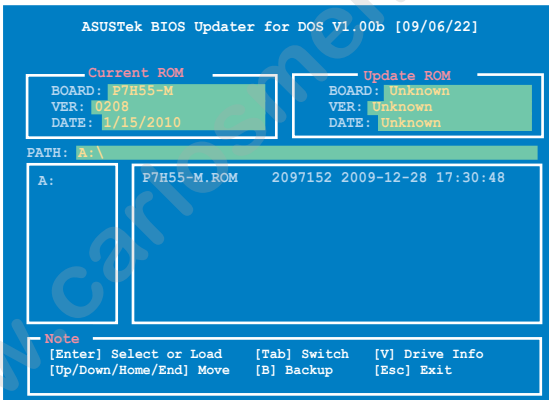 ASUSTek BIOS Updater for DOS V1.00b [09/06/22]
Current ROM
BOARD: P7H55-M
VER: 0208
DATE: 1/15/2010
Update ROM
BOARD: Unknown
VER: Unknown
DATE: Unknown
PATH: A:\
A:
P7H55-M.ROM 2097152 2009-12-28 17:30:48
Note
[Enter] Select or Load [Tab] Switch [V] Drive Info
[Up/Down/Home/End] Move [B] Backup [Esc] Exit